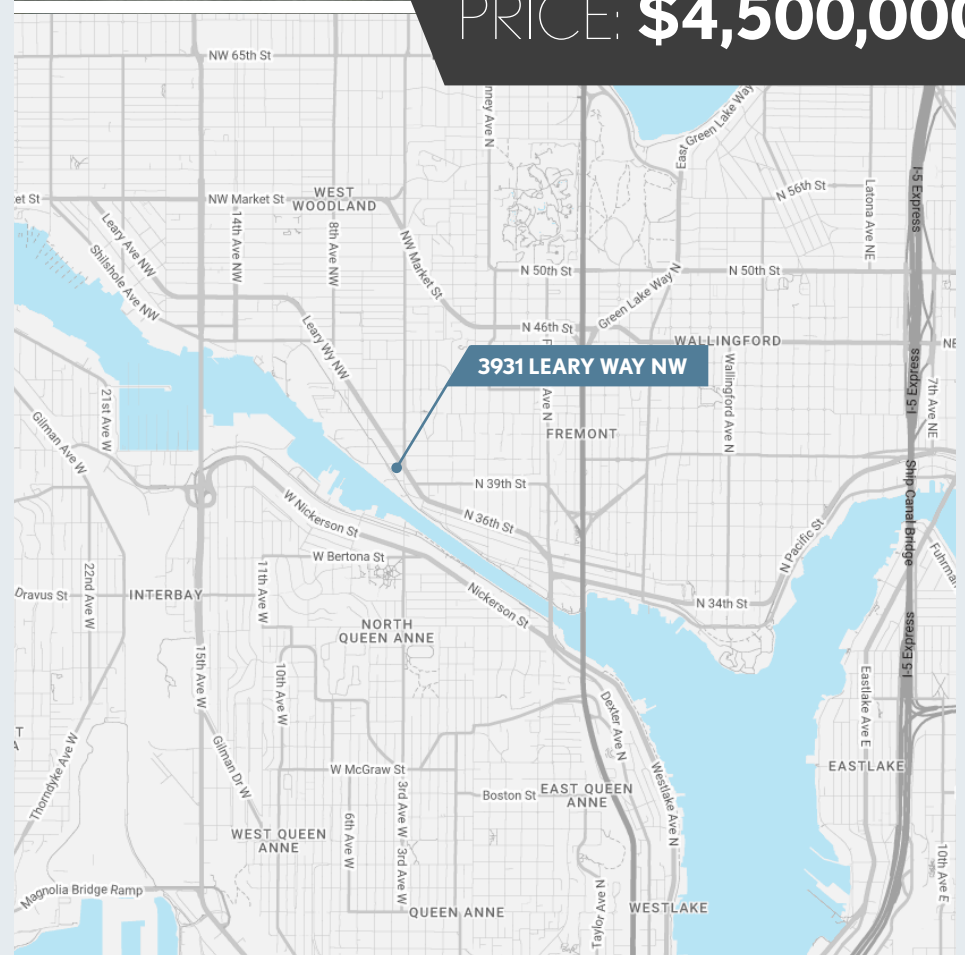 PRICE: $4,500,000
NW 65th St
East Green Lake Way
I-5 Express
N 56th St
Latona Ave NE
WEST
WOODLAND
NW Market St
14th Ave NW
8th Ave NW
Leary Ave NW
Shilshole Ave NW
NW Market St
N 50th St
N 50th St
Green Lake Way N
N 46th St
WALLINGFORD
Leary Wy NW
3931 LEARY WAY NW
Ave N
Wallingford Ave N
I-5 Express
7th Ave NE
21st Ave W
Gilman Ave W
FREMONT
N 39th St
W Nickerson St
N 36th St
Ship Canal Bridge
N Pacific St
W Bertona St
11th Ave W
22nd Ave W
Dravus St
INTERBAY
Nickerson St
N 34th St
NORTH
QUEEN ANNE
I-5 Express
15th Ave W
10th Ave W
Dexter Ave N
Eastlake Ave E
Thorndyke Ave W
Gilman Dr W
W McGraw St
EASTLAKE
3rd Ave W
Boston St
EAST QUEEN
ANNE
Westlake Ave N
WEST QUEEN
ANNE
6th Ave W
3rd Ave W
10th Ave E
Magnolia Bridge Ramp
QUEEN ANNE
Taylor Ave N
WESTLAKE